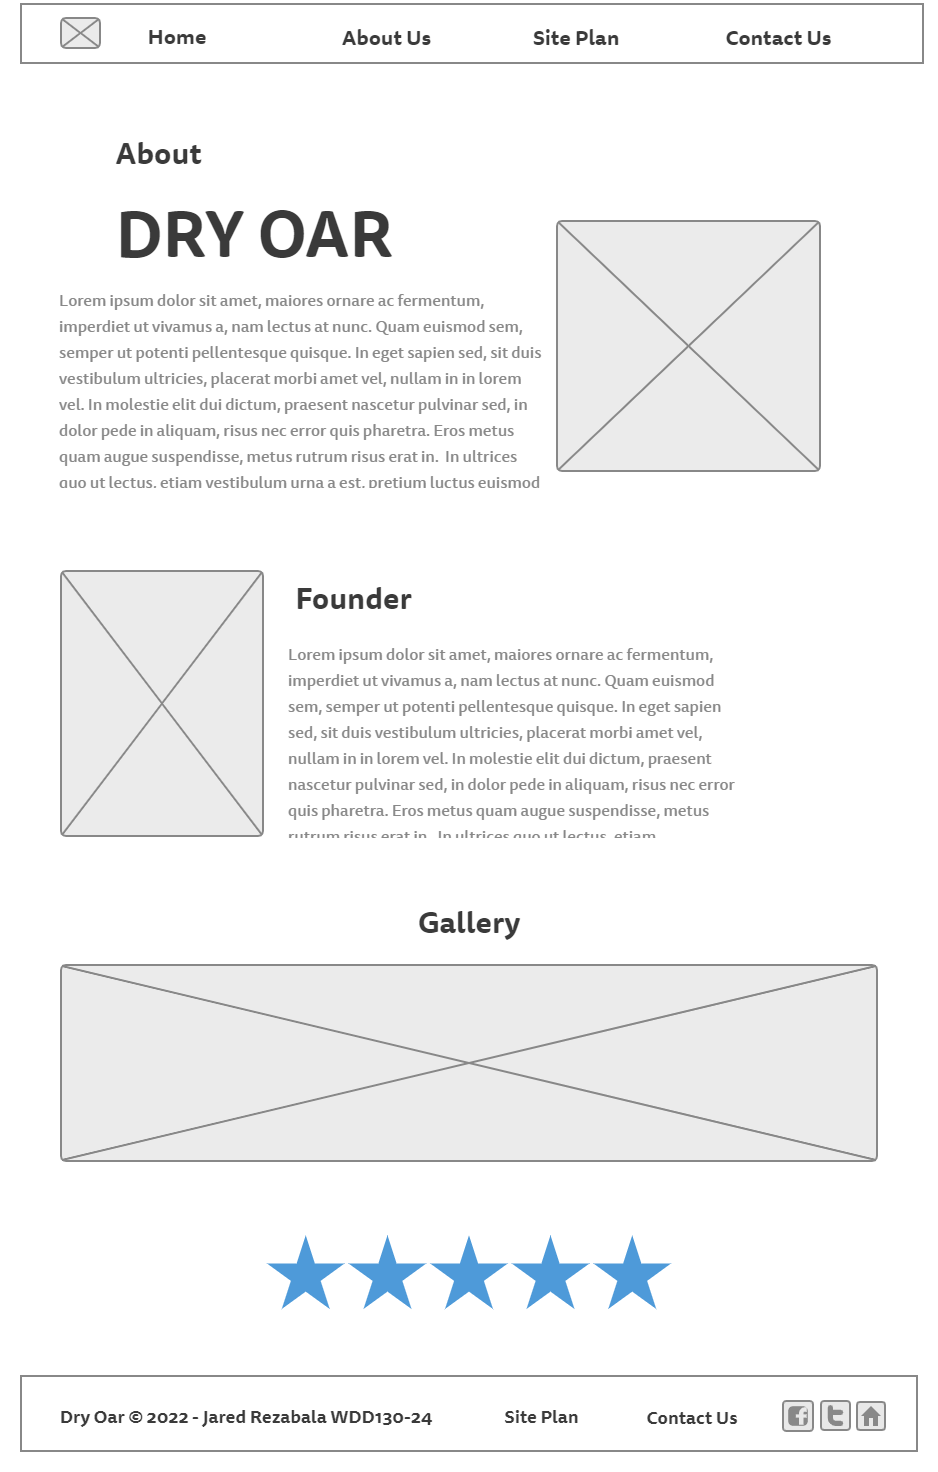 Home About Us Site Plan Contact Us
About
DRY OAR
Lorem ipsum dolor sit amet, maiores ornare ac fermentum,
imperdiet ut vivamus a, nam lectus at nunc. Quam euismod sem,
semper ut potenti pellentesque quisque. In eget sapien sed, sit duis
vestibulum ultricies, placerat morbi amet vel, nullam in in lorem
vel. In molestie elit dui dictum, praesent nascetur pulvinar sed, in
dolor pede in aliquam, risus nec error quis pharetra. Eros metus
quam augue suspendisse, metus rutrum risus erat in.  In ultrices
quo ut lectus, etiam vestibulum urna a est, pretium luctus euismod
Founder
Lorem ipsum dolor sit amet, maiores ornare ac fermentum,
imperdiet ut vivamus a, nam lectus at nunc. Quam euismod
sem, semper ut potenti pellentesque quisque. In eget sapien
sed, sit duis vestibulum ultricies, placerat morbi amet vel,
nullam in in lorem vel. In molestie elit dui dictum, praesent
nascetur pulvinar sed, in dolor pede in aliquam, risus nec error
quis pharetra. Eros metus quam augue suspendisse, metus
rutrum risus erat in.  In ultrices quo ut lectus, etiam
Gallery
Dry Oar © 2022 - Jared Rezabala WDD130-24 Site Plan Contact Us